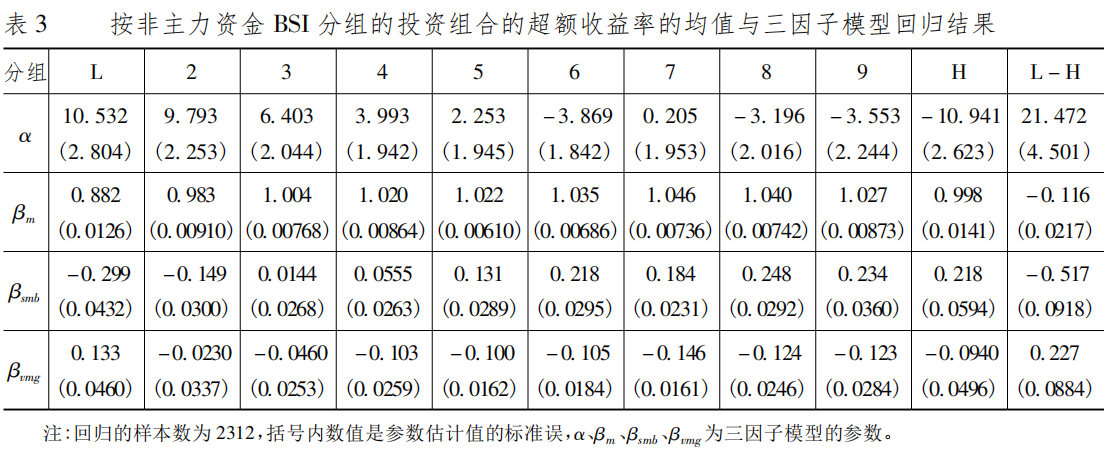 表 3 按非主力资金 BSI 分组的投资组合的超额收益率的均值与三因子模型回归结果
分组 L 2 3 4 5 6 7 8 9 H L-H
α 10.532 9.793 6.403 3.993 2.253 -3.869 0.205 -3.196 -3.553 -10.941 21.472
(2.804) (2.253) (2.044) (1.942) (1.945) (1.842) (1.953) (2.016) (2.244) (2.623) (4.501)
βm 0.882 0.983 1.004 1.020 1.022 1.035 1.046 1.040 1.027 0.998 -0.116
(0.0126) (0.00910) (0.00768) (0.00864) (0.00610) (0.00686) (0.00736) (0.00742) (0.00873) (0.0141) (0.0217)
βsmb -0.299 -0.149 0.0144 0.0555 0.131 0.218 0.184 0.248 0.234 0.218 -0.517
(0.0432) (0.0300) (0.0268) (0.0263) (0.0289) (0.0295) (0.0231) (0.0292) (0.0360) (0.0594) (0.0918)
βvmg 0.133 -0.0230 -0.0460 -0.103 -0.100 -0.105 -0.146 -0.124 -0.123 -0.0940 0.227
(0.0460) (0.0337) (0.0253) (0.0259) (0.0162) (0.0184) (0.0161) (0.0246) (0.0284) (0.0496) (0.0884)
注:回归的样本数为2312,括号内数值是参数估计值的标准误,α、βm、βsmb、βvmg为三因子模型的参数。